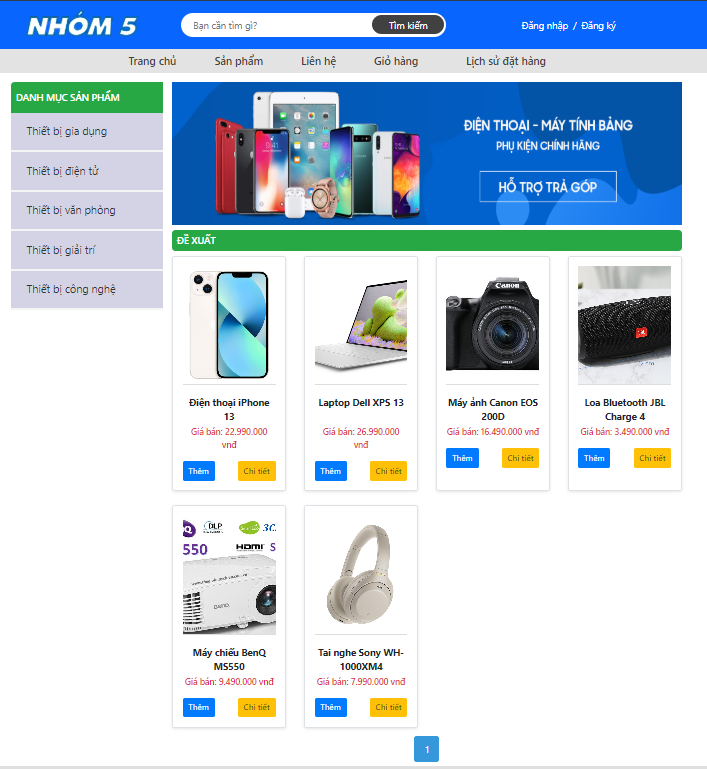 NHÓM 5
Bạn cần tìm gì?
Tìm kiếm
Đăng nhập / Đăng ký
Trang chủ
Sản phẩm
Liên hệ
Giỏ hàng
Lịch sử đặt hàng
DANH MỤC SẢN PHẨM
Thiết bị gia dụng
Thiết bị điện tử
Thiết bị văn phòng
Thiết bị giải trí
Thiết bị công nghệ
ĐIỆN THOẠI - MÁY TÍNH BẢNG
PHỤ KIỆN CHÍNH HÃNG
HỖ TRỢ TRẢ GÓP
ĐỀ XUẤT
Điện thoại iPhone
13
Giá bán: 22.990.000
vnđ
Thêm
Chi tiết
Laptop Dell XPS 13
Giá bán: 26.990.000
vnđ
Thêm
Chi tiết
Canon
Máy ảnh Canon EOS
200D
Giá bán: 16.490.000 vnđ
Thêm
Chi tiết
Loa Bluetooth JBL
Charge 4
Giá bán: 3.490.000 vnđ
Thêm
Chi tiết
Q
DLP
3C
550
HDMI
S
Máy chiếu BenQ
MS550
Giá bán: 9.490.000 vnđ
Thêm
Chi tiết
Tai nghe Sony WH-
1000XM4
Giá bán: 7.990.000 vnđ
Thêm
Chi tiết
1